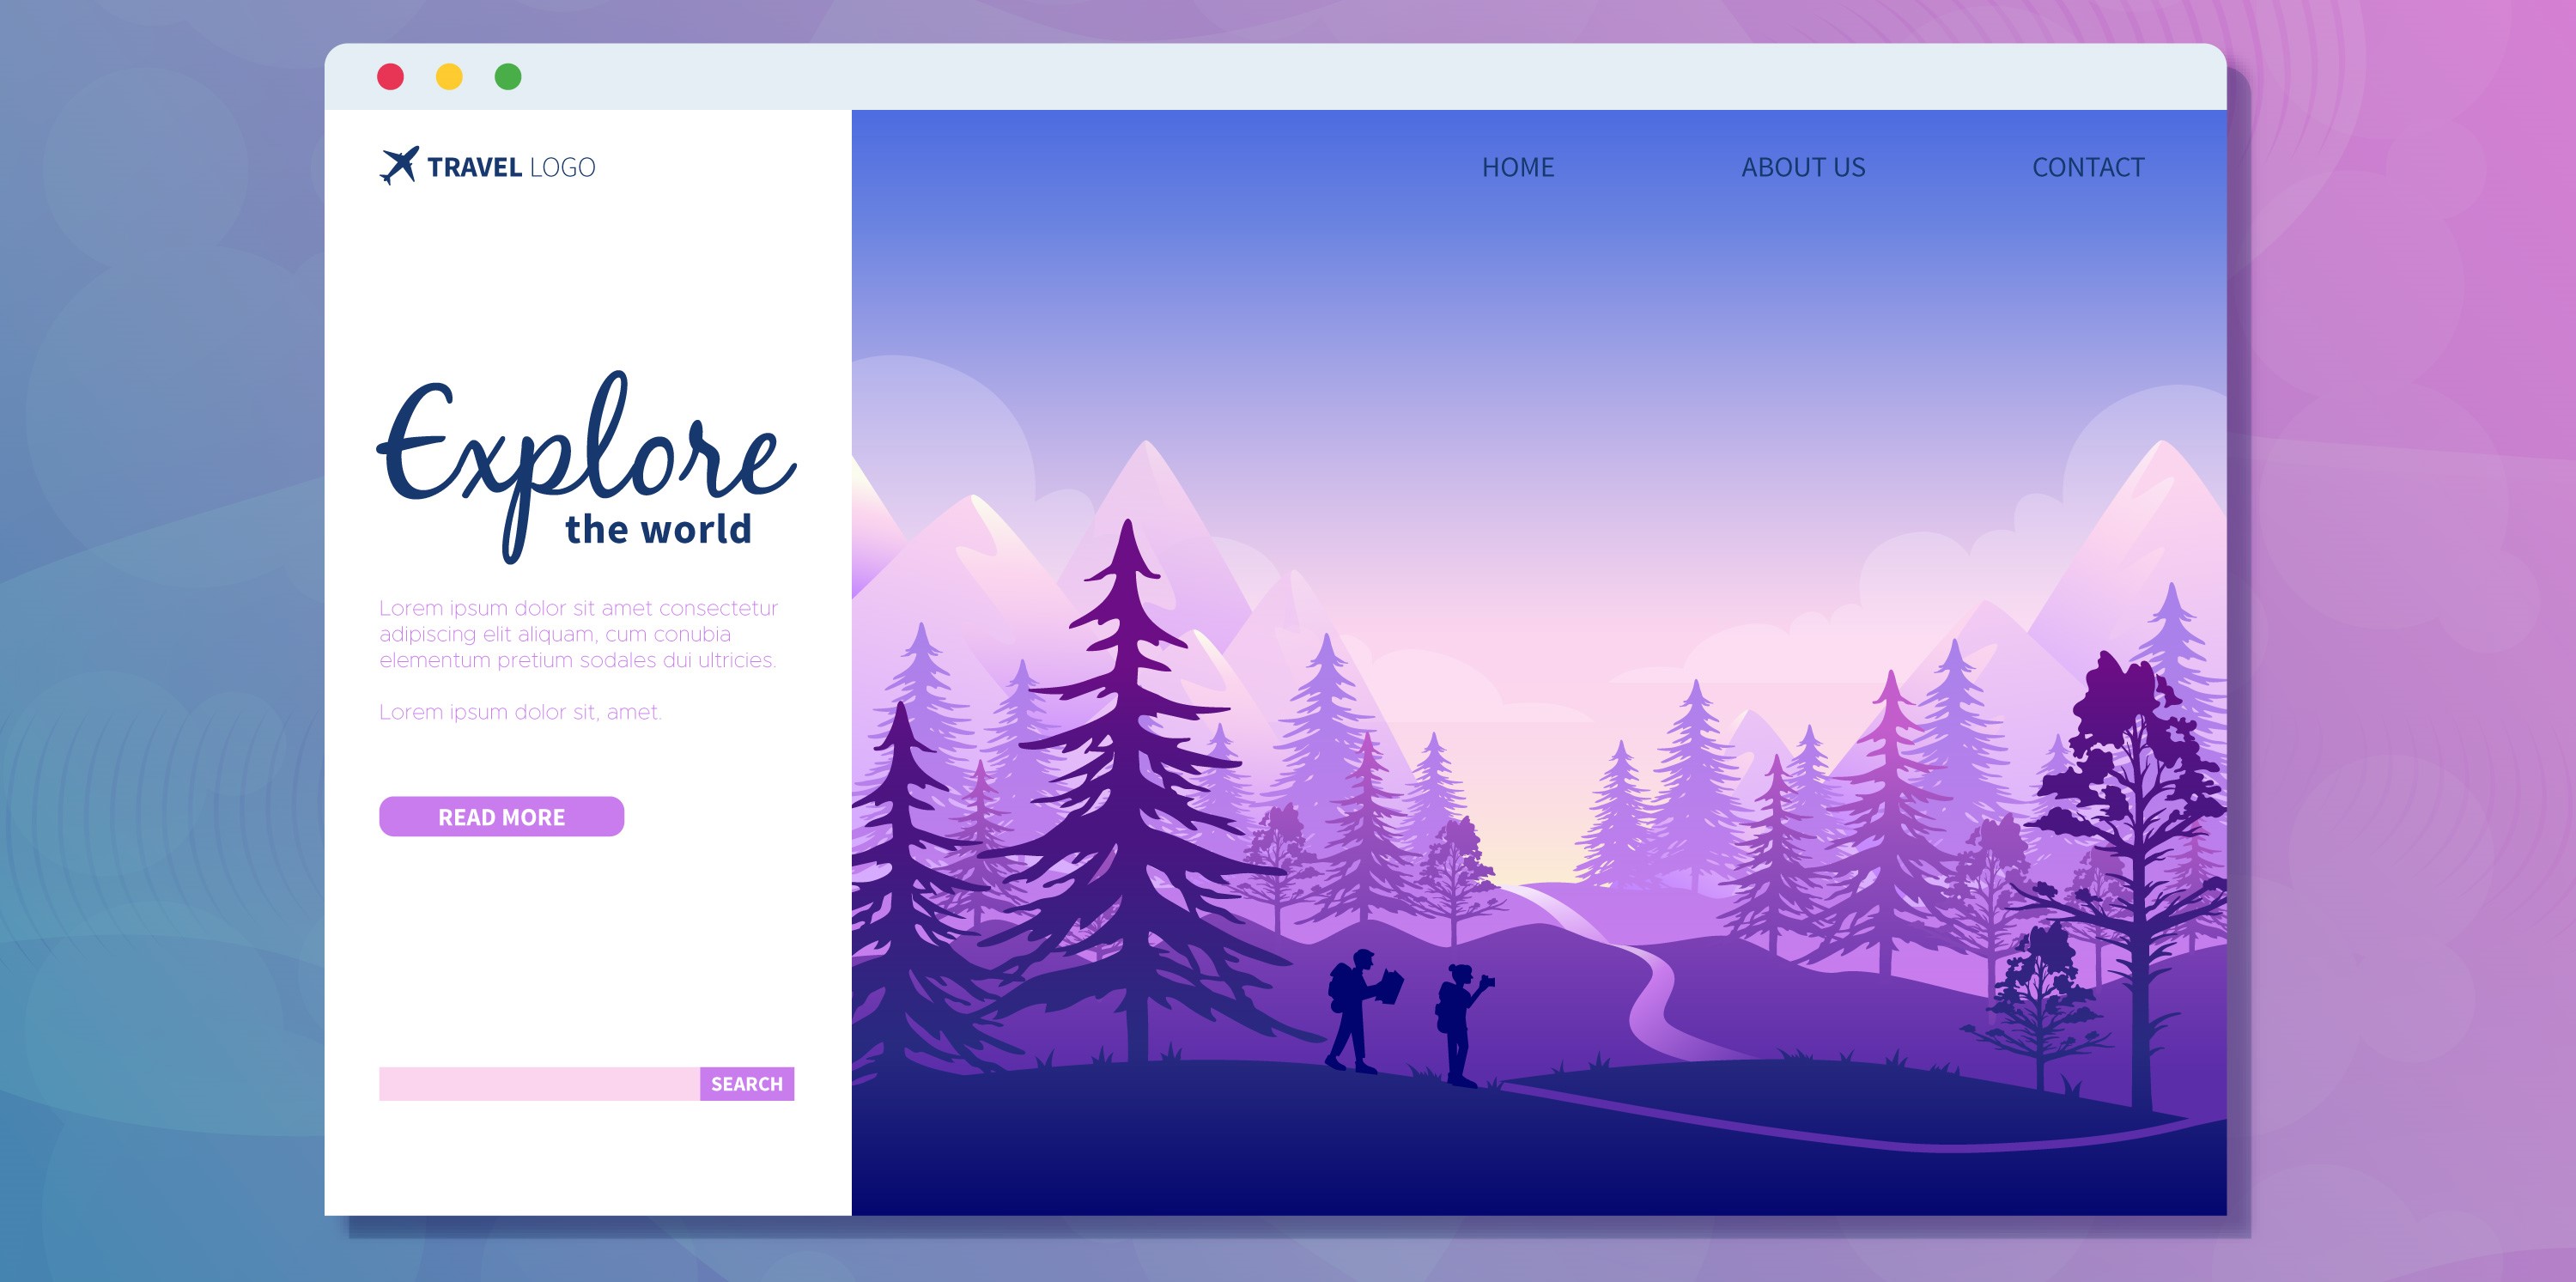 TRAVEL LOGO
HOME
ABOUT US
CONTACT
Explore
the world
Lorem ipsum dolor sit amet consectetur
adipiscing elit aliquam, cum conubia
elementum pretium sodales dui ultricies.
Lorem ipsum dolor sit, amet.
READ MORE
SEARCH